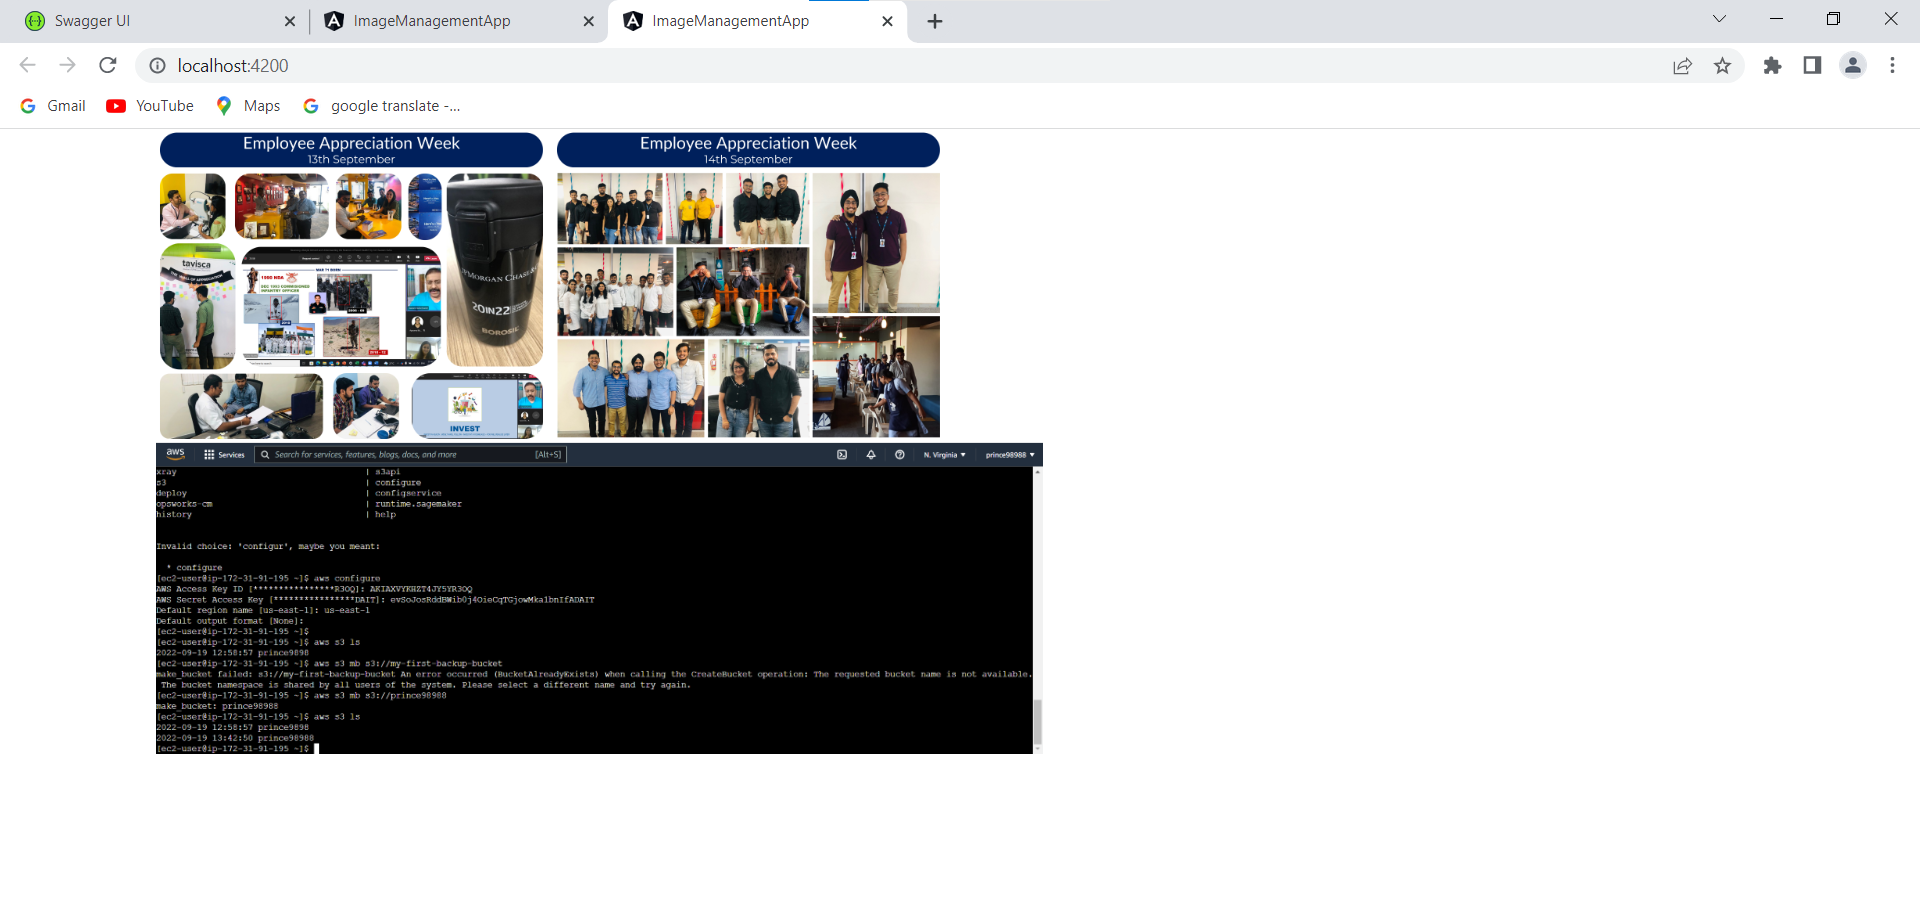 Swagger UI
ImageManagementApp
ImageManagementApp
localhost:4200
Gmail
YouTube
Maps
google translate -...
Employee Appreciation Week
13th September
Employee Appreciation Week
14th September
tavisca
1000 NDA
20IN22
BOROSIL
INVEST
aws
Services
Search for services, features, blogs, docs, and more
[Alt+S]
N. Virginia
prince98988
xray | s3api
s3 | configure
deploy | configservice
opsworks-cm | runtime.sagemaker
history | help
Invalid choice: 'configur', maybe you meant:
* configure
[ec2-user@ip-172-31-91-195 ~]$ aws configure
AWS Access Key ID [****************R3OQ]: [redacted]
AWS Secret Access Key [****************DAIT]: [redacted]
Default region name [us-east-1]: us-east-1
Default output format [None]:
[ec2-user@ip-172-31-91-195 ~]$
[ec2-user@ip-172-31-91-195 ~]$ aws s3 ls
2022-09-19 12:58:57 prince9898
[ec2-user@ip-172-31-91-195 ~]$ aws s3 mb s3://my-first-backup-bucket
make_bucket failed: s3://my-first-backup-bucket An error occurred (BucketAlreadyExists) when calling the CreateBucket operation: The requested bucket name is not available.
The bucket namespace is shared by all users of the system. Please select a different name and try again.
[ec2-user@ip-172-31-91-195 ~]$ aws s3 mb s3://prince98988
make_bucket: prince98988
[ec2-user@ip-172-31-91-195 ~]$ aws s3 ls
2022-09-19 12:58:57 prince9898
2022-09-19 13:42:50 prince98988
[ec2-user@ip-172-31-91-195 ~]$